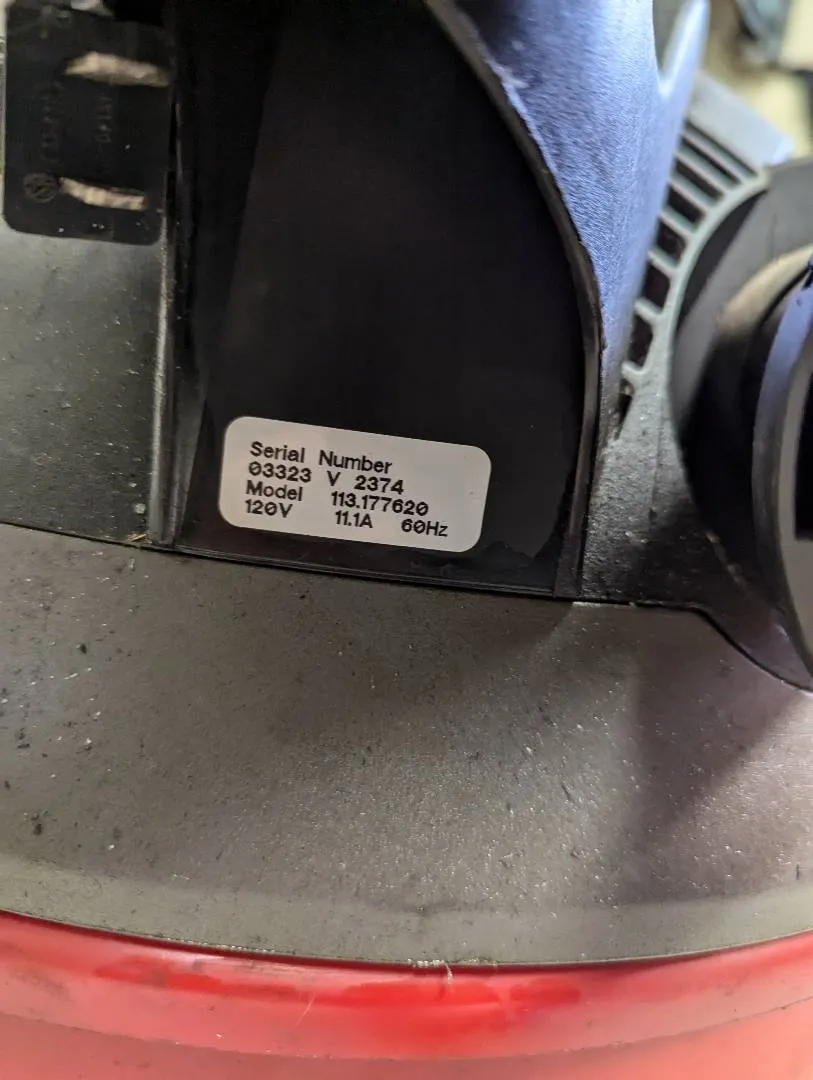 Serial Number
03323 V 2374
Model 113.177620
120V 11.1A 60Hz